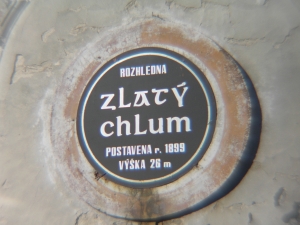 ROZHLEDNA
zLatý
chLum
POSTAVENA r. 1899
VÝŠKA 26 m